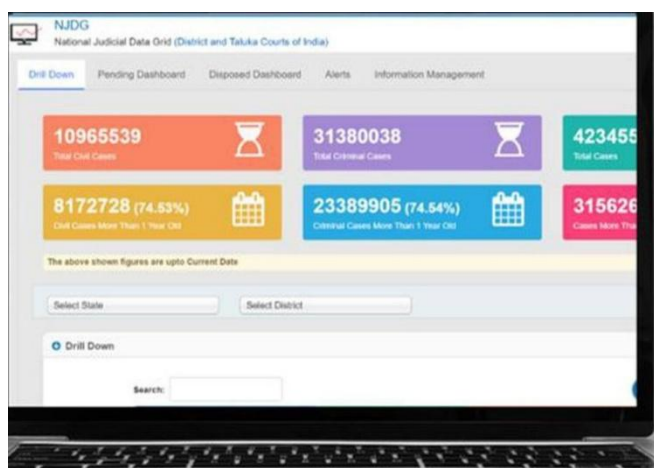 NJDG
National Judicial Data Grid (District and Taluka Courts of India)
Drill Down Pending Dashboard Disposed Dashboard Alerts Information Management
10965539
Total Civil Cases
31380038
Total Criminal Cases
423455
Total Cases
8172728 (74.53%)
Civil Cases More Than 1 Year Old
23389905 (74.54%)
Criminal Cases More Than 1 Year Old
315626
Cases More Tha
The above shown figures are upto Current Date
Select State Select District
Drill Down
Search: